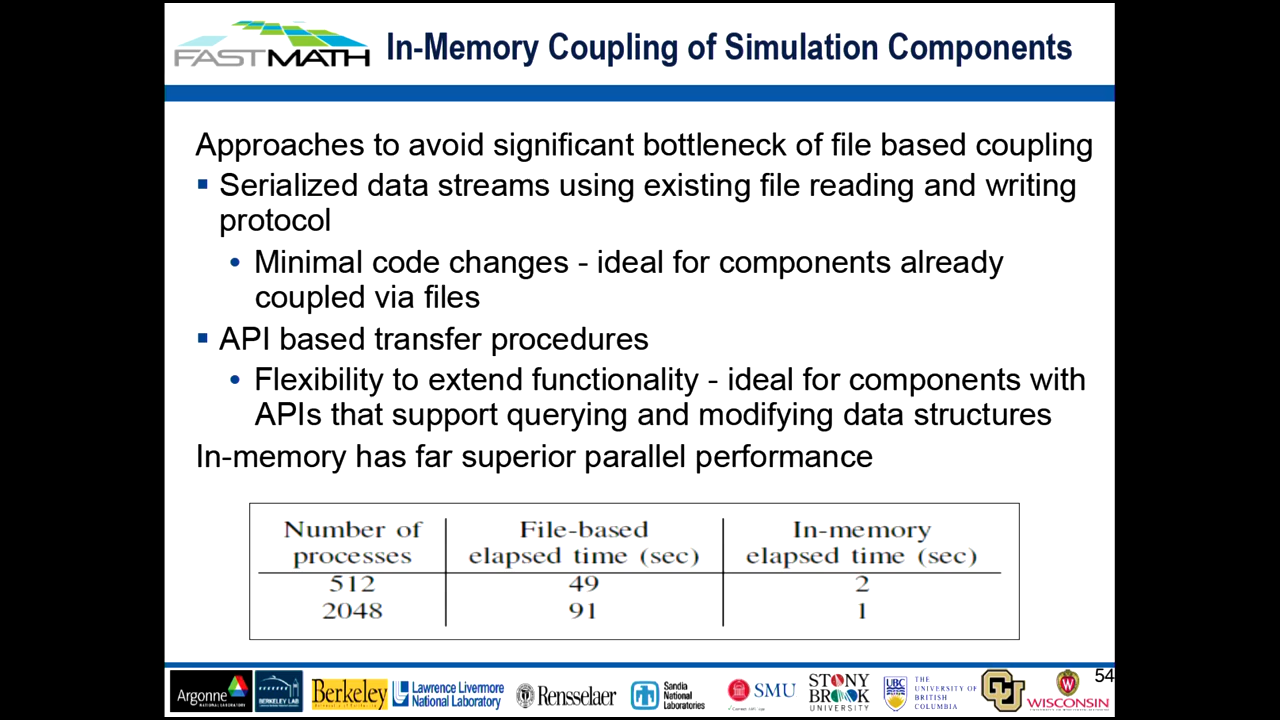 FASTMATH
In-Memory Coupling of Simulation Components
Approaches to avoid significant bottleneck of file based coupling
▪ Serialized data streams using existing file reading and writing
protocol
• Minimal code changes - ideal for components already
coupled via files
▪ API based transfer procedures
• Flexibility to extend functionality - ideal for components with
APIs that support querying and modifying data structures
In-memory has far superior parallel performance
Number of processes | File-based elapsed time (sec) | In-memory elapsed time (sec)
512 | 49 | 2
2048 | 91 | 1
54
Argonne
NATIONAL LABORATORY
BERKELEY LAB
Berkeley
Lawrence Livermore
National Laboratory
Rensselaer
Sandia
National
Laboratories
SMU
STONY
BROOK
UNIVERSITY
UBC
THE
UNIVERSITY OF
BRITISH
COLUMBIA
CU
WISCONSIN